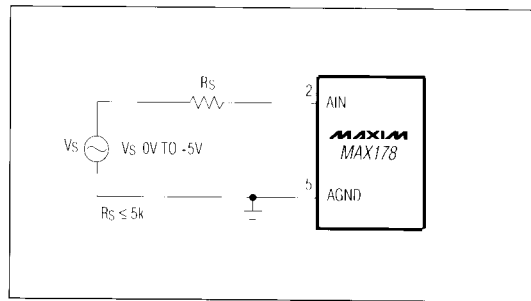 RS
2
AIN
MAXIM
MAX178
VS
VS 0V TO -5V
5
AGND
RS ≤ 5k